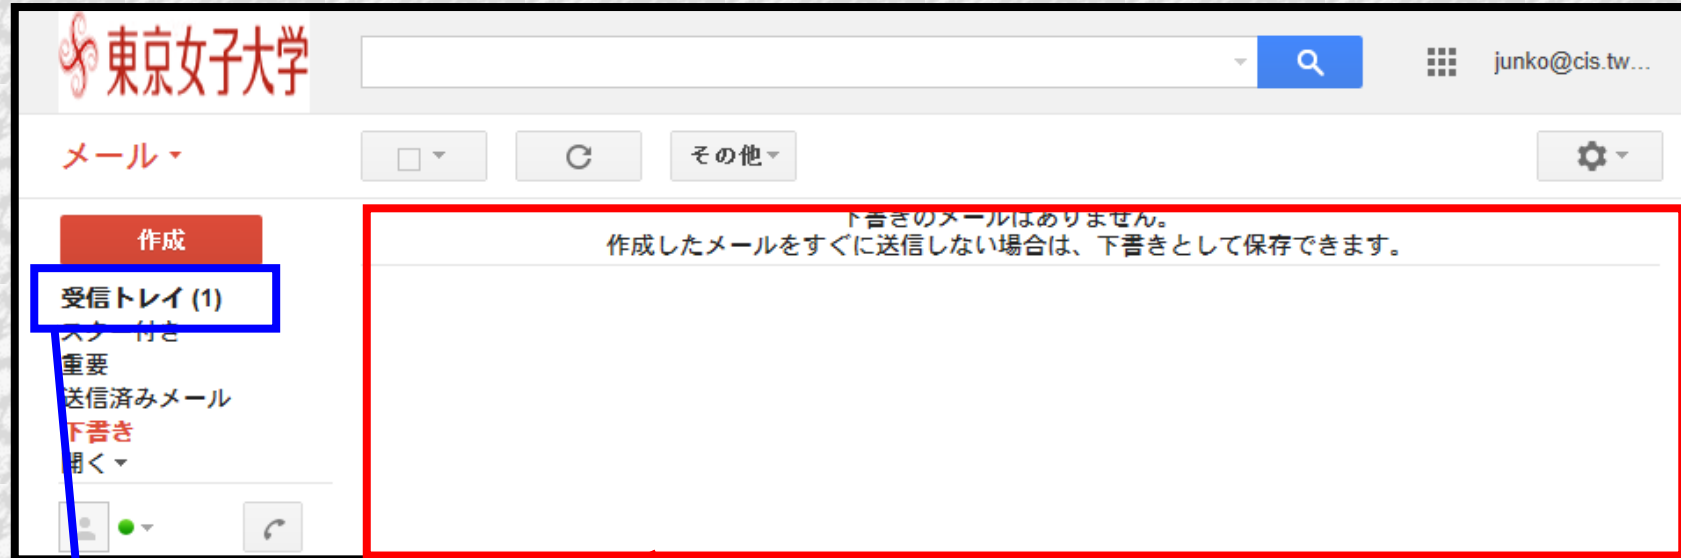 東京女子大学
junko@cis.tw...
メール
その他
作成
下書きのメールはありません。
作成したメールをすぐに送信しない場合は、下書きとして保存できます。
受信トレイ (1)
スター付き
重要
送信済みメール
下書き
開く